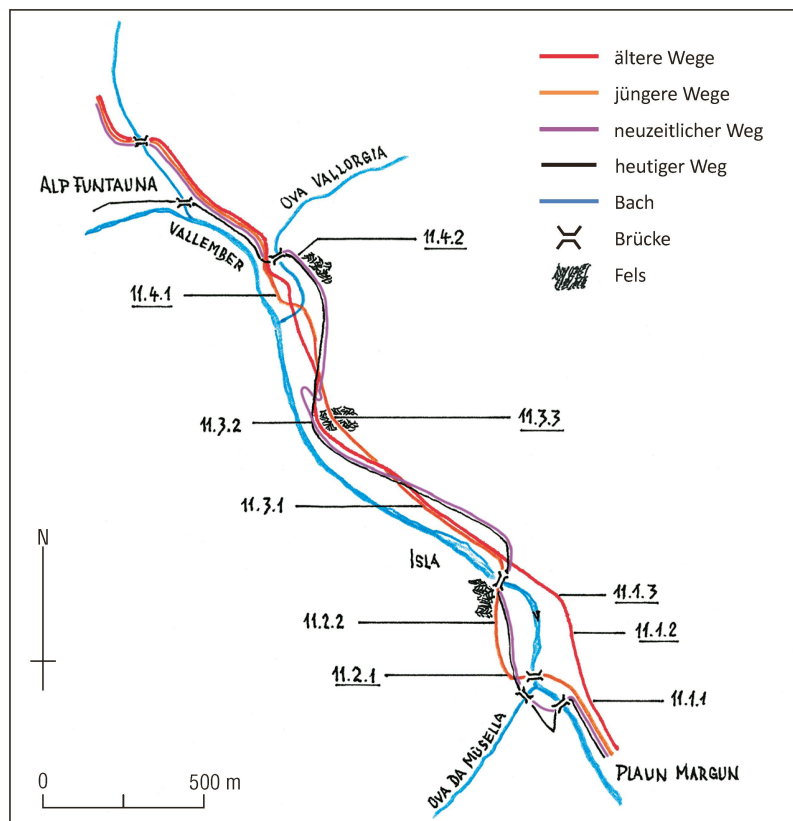 ältere Wege
jüngere Wege
neuzeitlicher Weg
heutiger Weg
Bach
Brücke
Fels
OVA VALLORGIA
ALP FUNTAUNA
VALLEMBER
11.4.2
11.4.1
11.3.3
11.3.2
11.3.1
ISLA
11.1.3
11.1.2
11.2.2
11.2.1
11.1.1
PLAUN MARGUN
OVA DA MÜSELLA
N
0 500 m